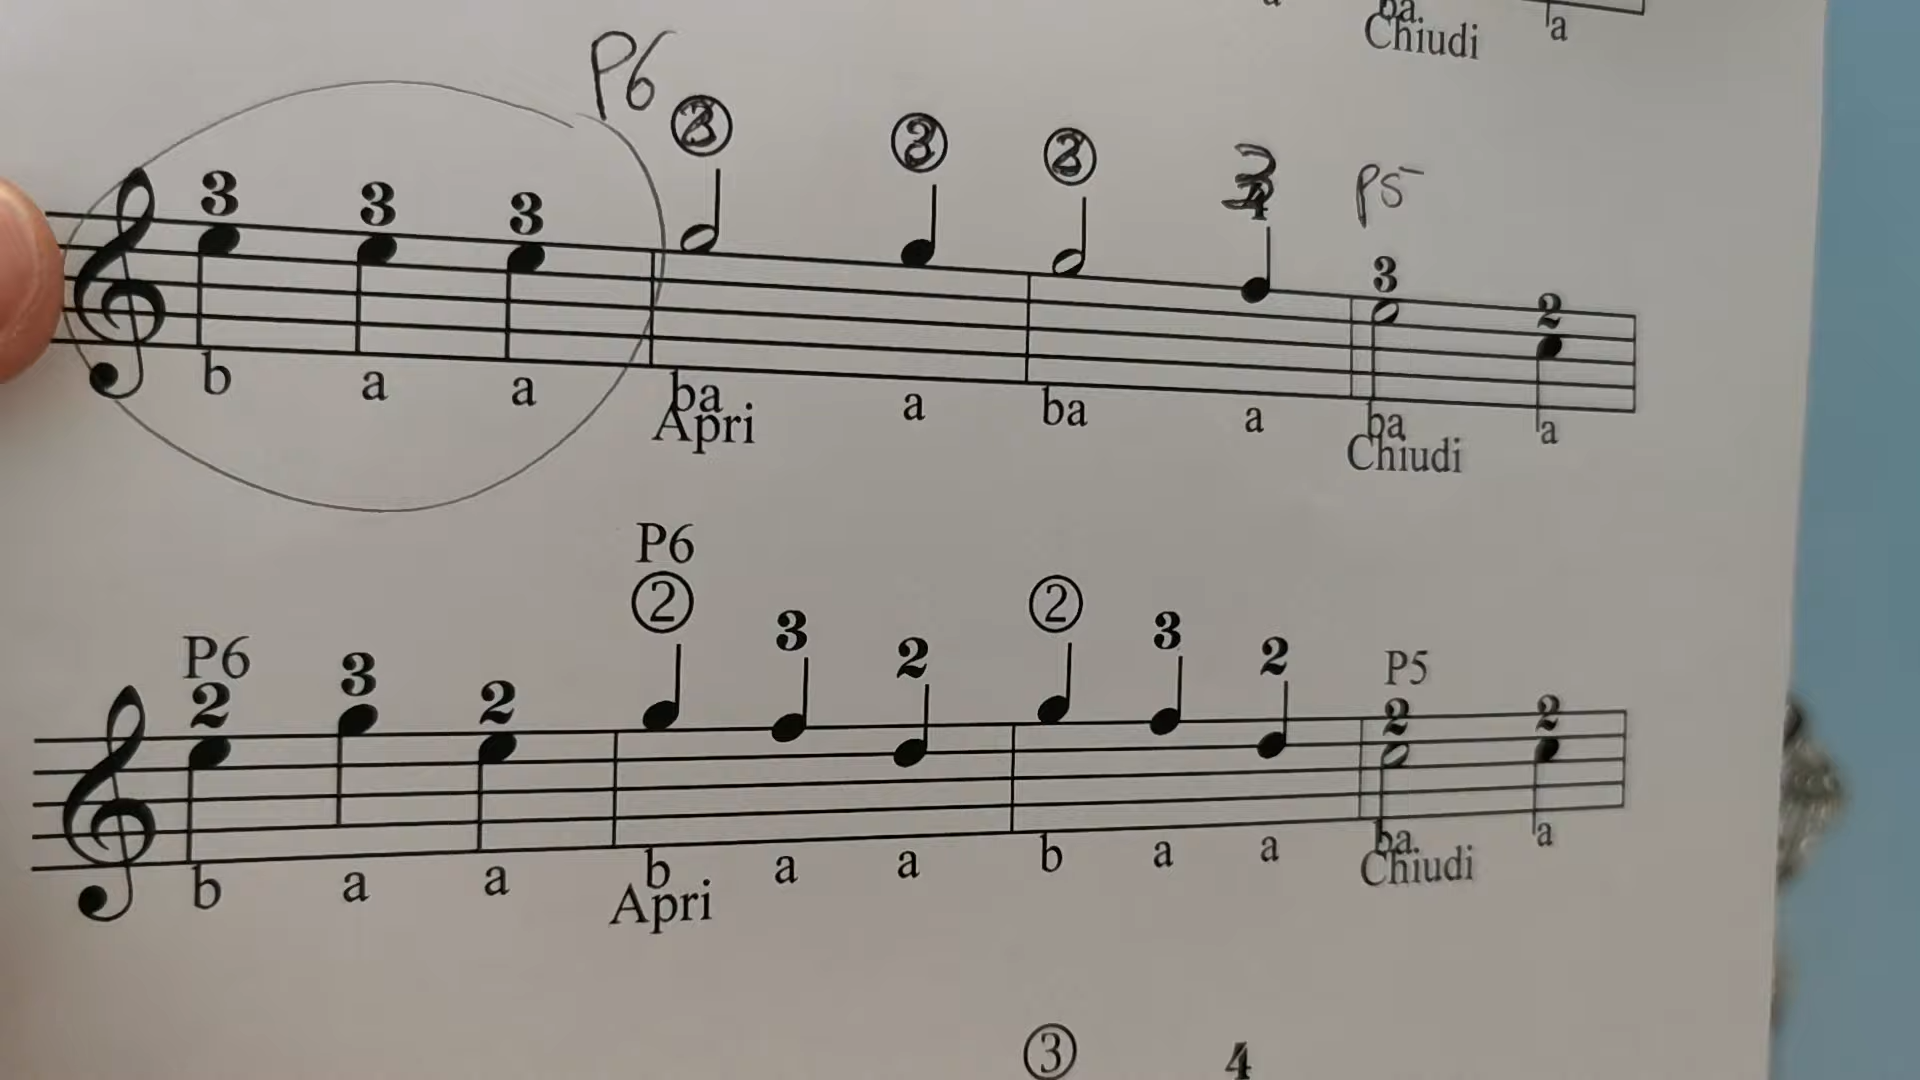 ba.
Chiudi a
P6
3 3 3 3 3 3 3 P5 3 2
b a a ba a ba a ba a
Apri Chiudi
P6
P6 2 3 2 2 3 2 P5
2 3 2 2 2
b a a b a a b a a ba. a
Apri Chiudi
3 4